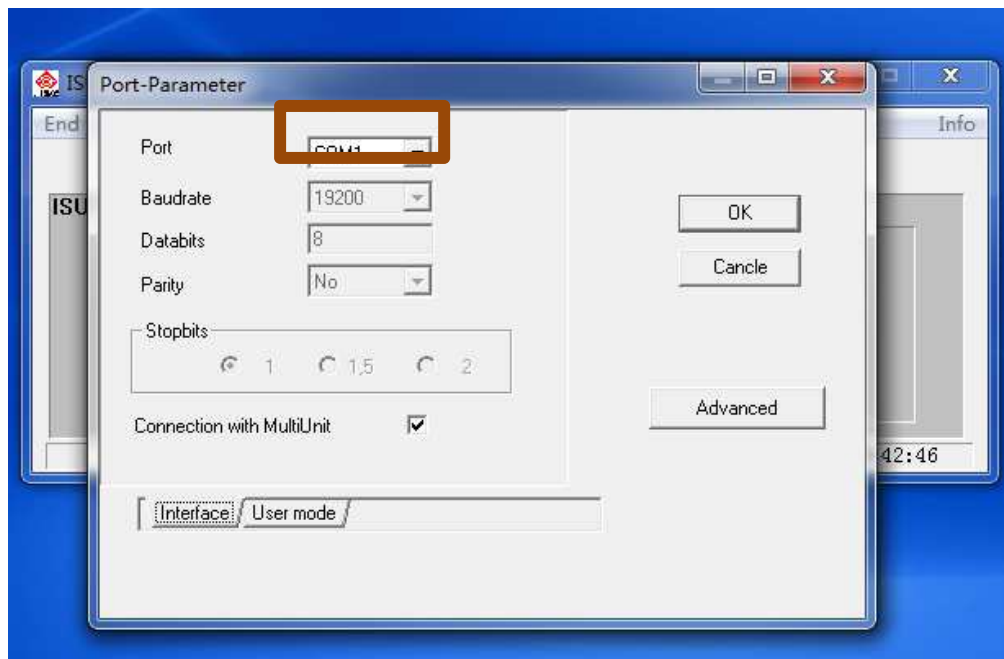 IS
Port-Parameter
End
Info
Port
COM1
ISU
Baudrate
19200
OK
Databits
8
Cancle
Parity
No
Stopbits
1
1,5
2
Advanced
Connection with MultiUnit
42:46
Interface
User mode